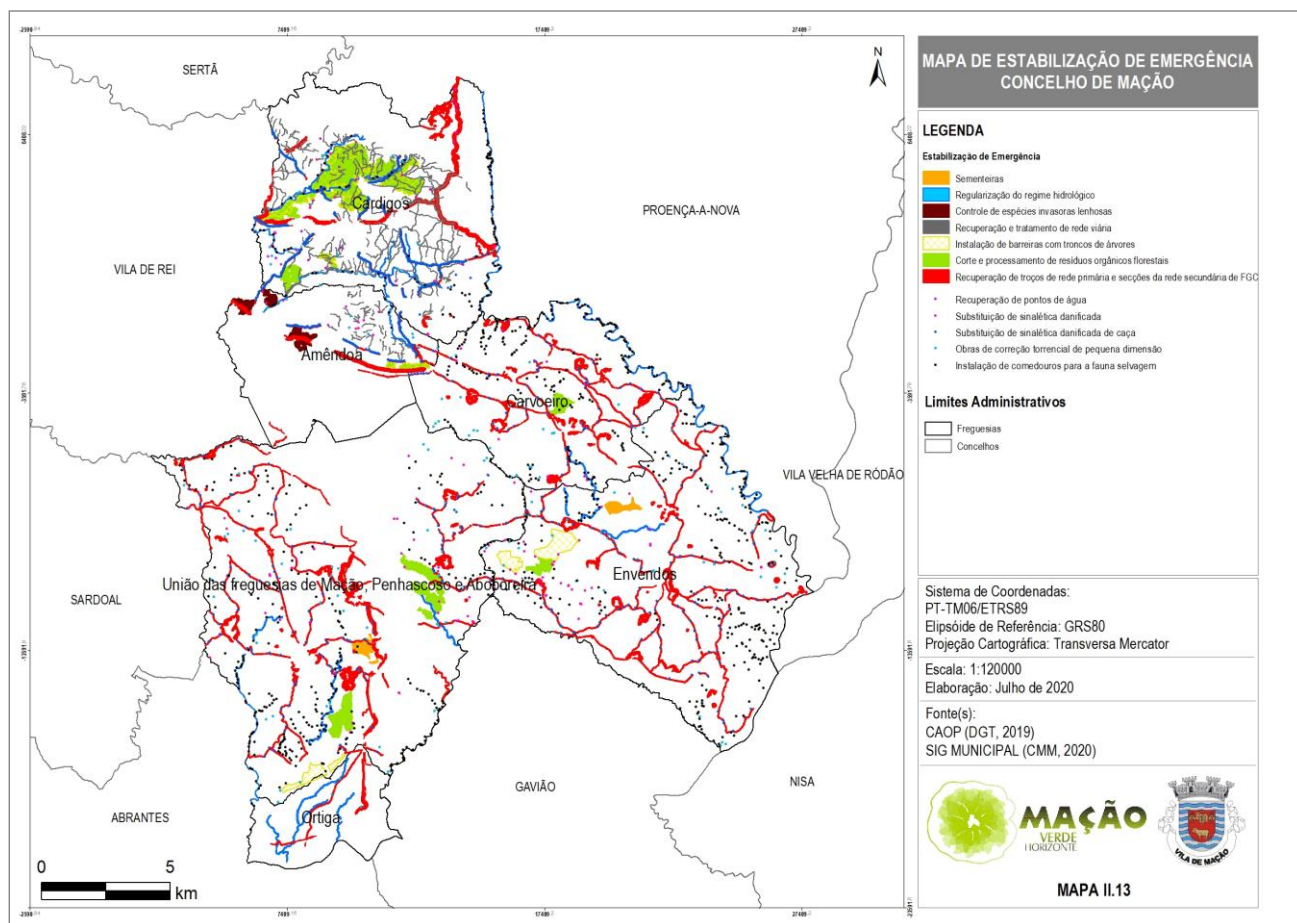 MAPA DE ESTABILIZAÇÃO DE EMERGÊNCIA
CONCELHO DE MAÇÃO
LEGENDA
Estabilização de Emergência
Sementeiras
Regularização do regime hidrológico
Controle de espécies invasoras lenhosas
Recuperação e tratamento de rede viária
Instalação de barreiras com troncos de árvores
Corte e processamento de resíduos orgânicos florestais
Recuperação de troços de rede primária e secções da rede secundária de FGC
Recuperação de pontos de água
Substituição de sinalética danificada
Substituição de sinalética danificada de caça
Obras de correção torrencial de pequena dimensão
Instalação de comedouros para a fauna selvagem
Limites Administrativos
Freguesias
Concelhos
Sistema de Coordenadas:
PT-TM06/ETRS89
Elipsóide de Referência: GRS80
Projeção Cartográfica: Transversa Mercator
Escala: 1:120000
Elaboração: Julho de 2020
Fonte(s):
CAOP (DGT, 2019)
SIG MUNICIPAL (CMM, 2020)
MAÇÃO
VERDE
HORIZONTE
VILA DE MAÇÃO
MAPA II.13
N
SERTÃ
PROENÇA-A-NOVA
Cardigos
VILA DE REI
Amêndoa
Carvoeiro
VILA VELHA DE RÓDÃO
Envendos
União das freguesias de Mação, Penhascoso e Aboboreira
SARDOAL
GAVIÃO
NISA
ABRANTES
Ortiga
0 5
km